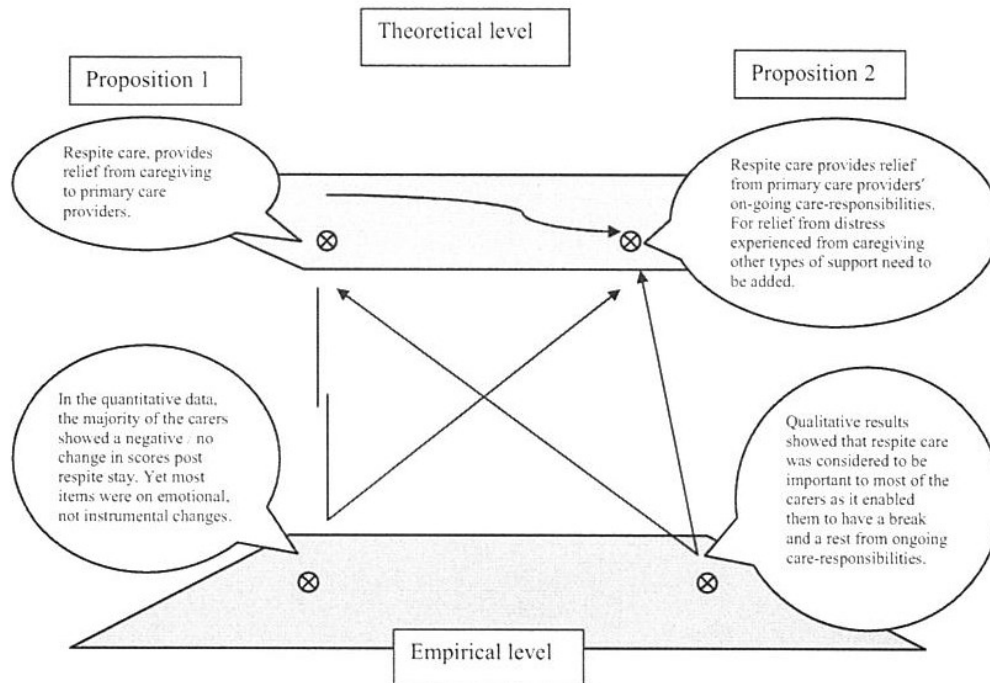 Theoretical level
Proposition 1
Proposition 2
Respite care, provides
relief from caregiving
to primary care
providers.
Respite care provides relief
from primary care providers'
on-going care-responsibilities.
For relief from distress
experienced from caregiving
other types of support need to
be added.
In the quantitative data,
the majority of the carers
showed a negative / no
change in scores post
respite stay. Yet most
items were on emotional,
not instrumental changes.
Qualitative results
showed that respite care
was considered to be
important to most of the
carers as it enabled
them to have a break
and a rest from ongoing
care-responsibilities.
Empirical level